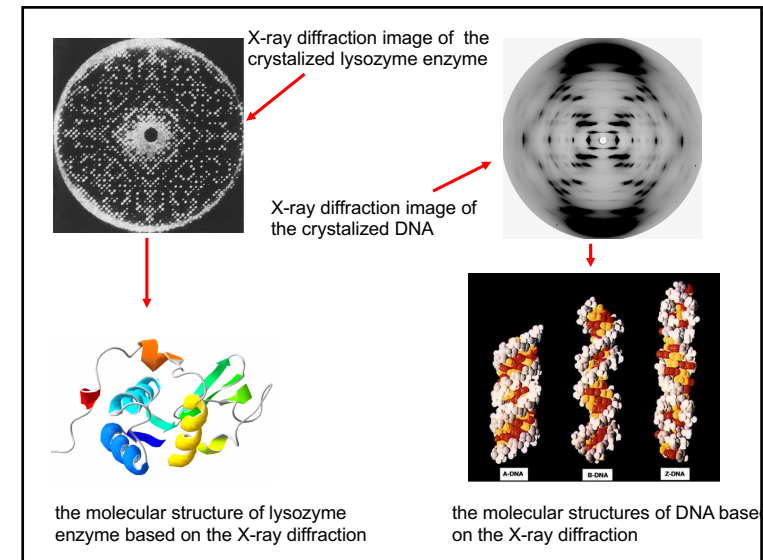 X-ray diffraction image of the
crystalized lysozyme enzyme
X-ray diffraction image of
the crystalized DNA
A-DNA
B-DNA
Z-DNA
the molecular structure of lysozyme
enzyme based on the X-ray diffraction
the molecular structures of DNA base
on the X-ray diffraction